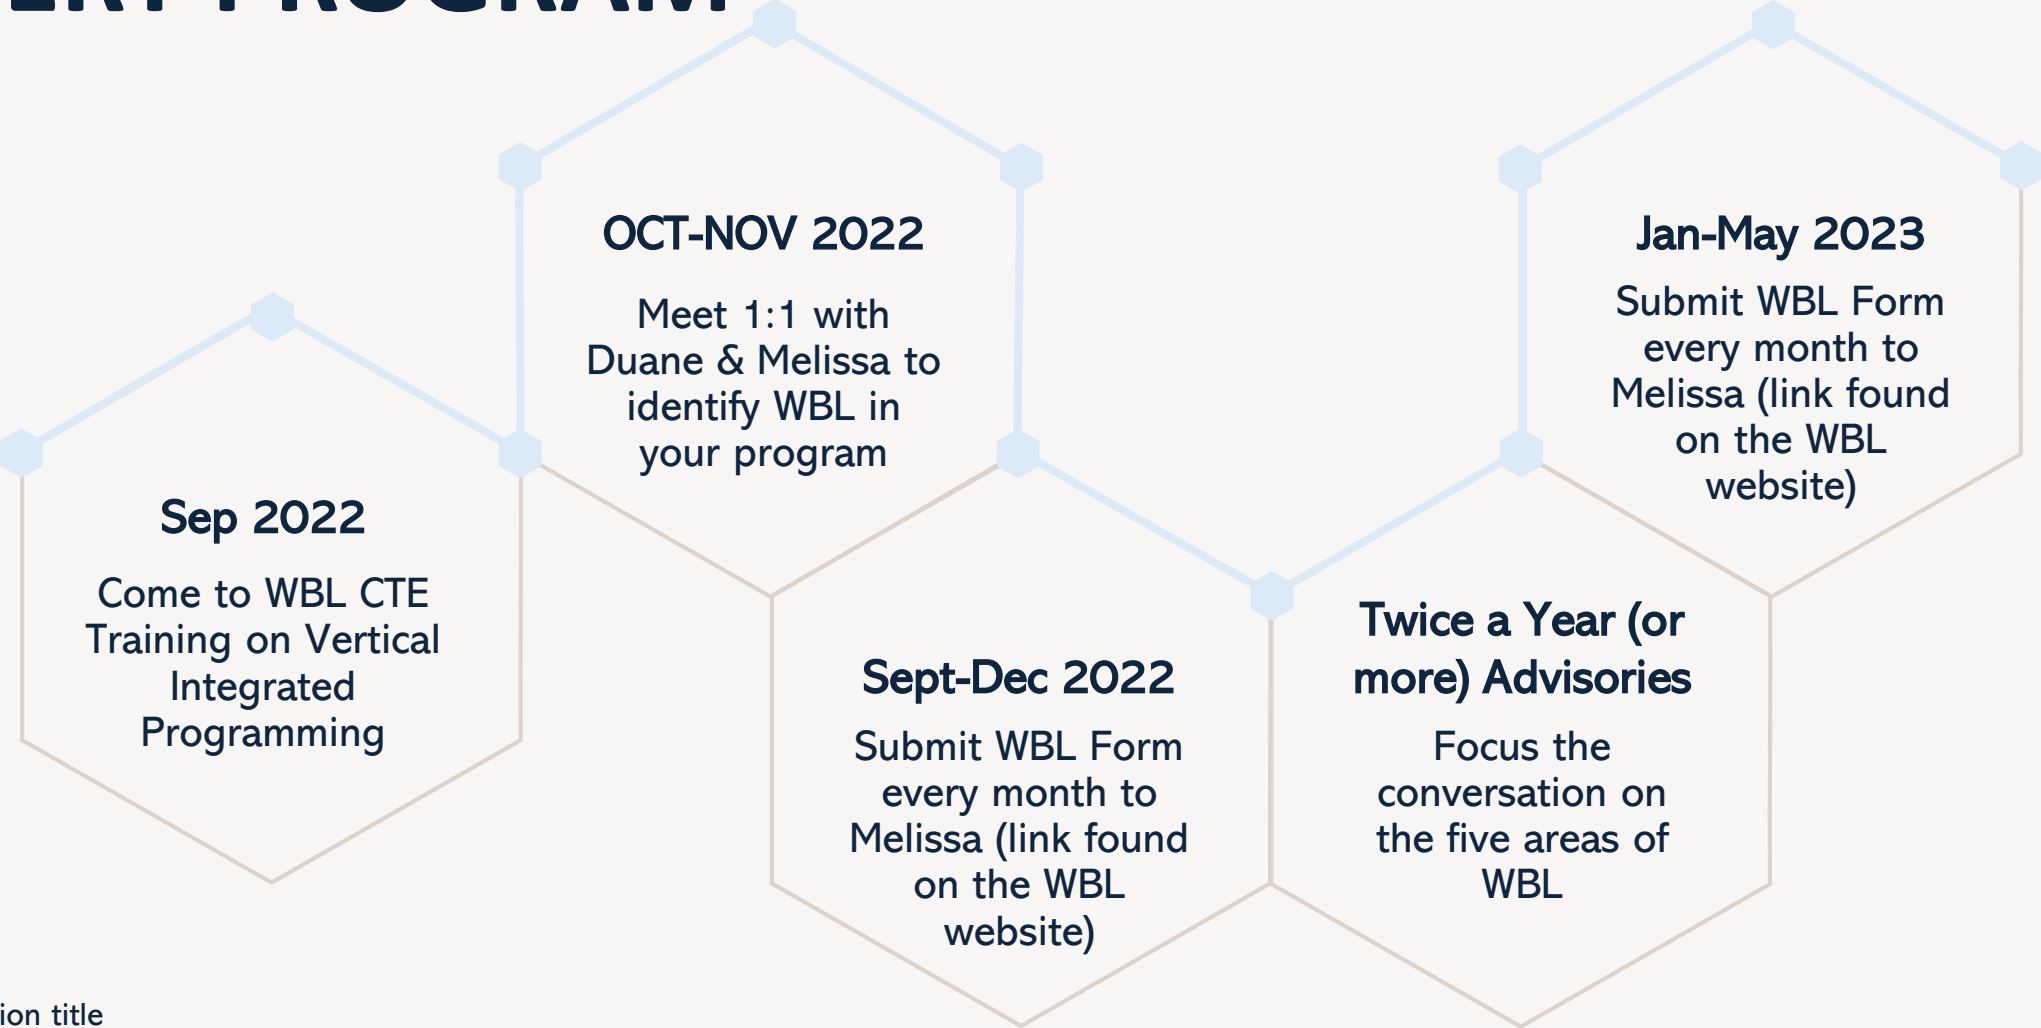 PROGRAM
Sep 2022
Come to WBL CTE
Training on Vertical
Integrated
Programming
OCT-NOV 2022
Meet 1:1 with
Duane & Melissa to
identify WBL in
your program
Sept-Dec 2022
Submit WBL Form
every month to
Melissa (link found
on the WBL
website)
Twice a Year (or
more) Advisories
Focus the
conversation on
the five areas of
WBL
Jan-May 2023
Submit WBL Form
every month to
Melissa (link found
on the WBL
website)
ion title